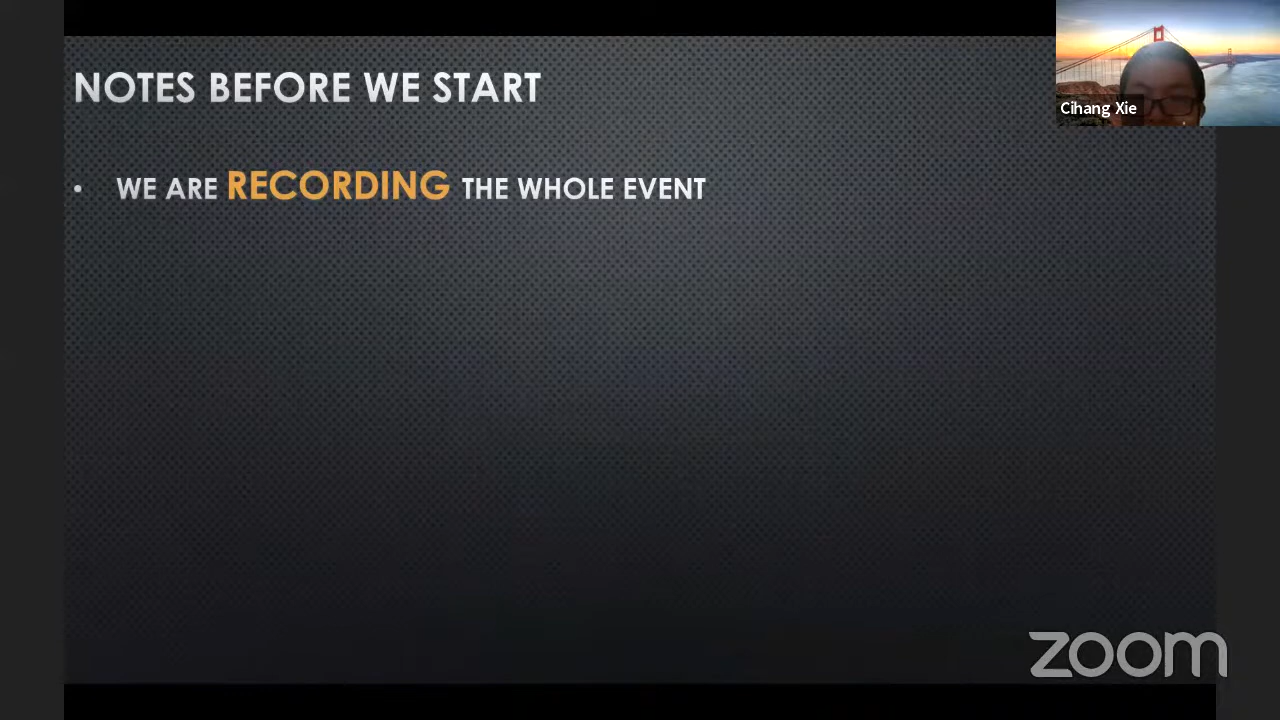 NOTES BEFORE WE START
Cihang Xie
• WE ARE RECORDING THE WHOLE EVENT
zoom